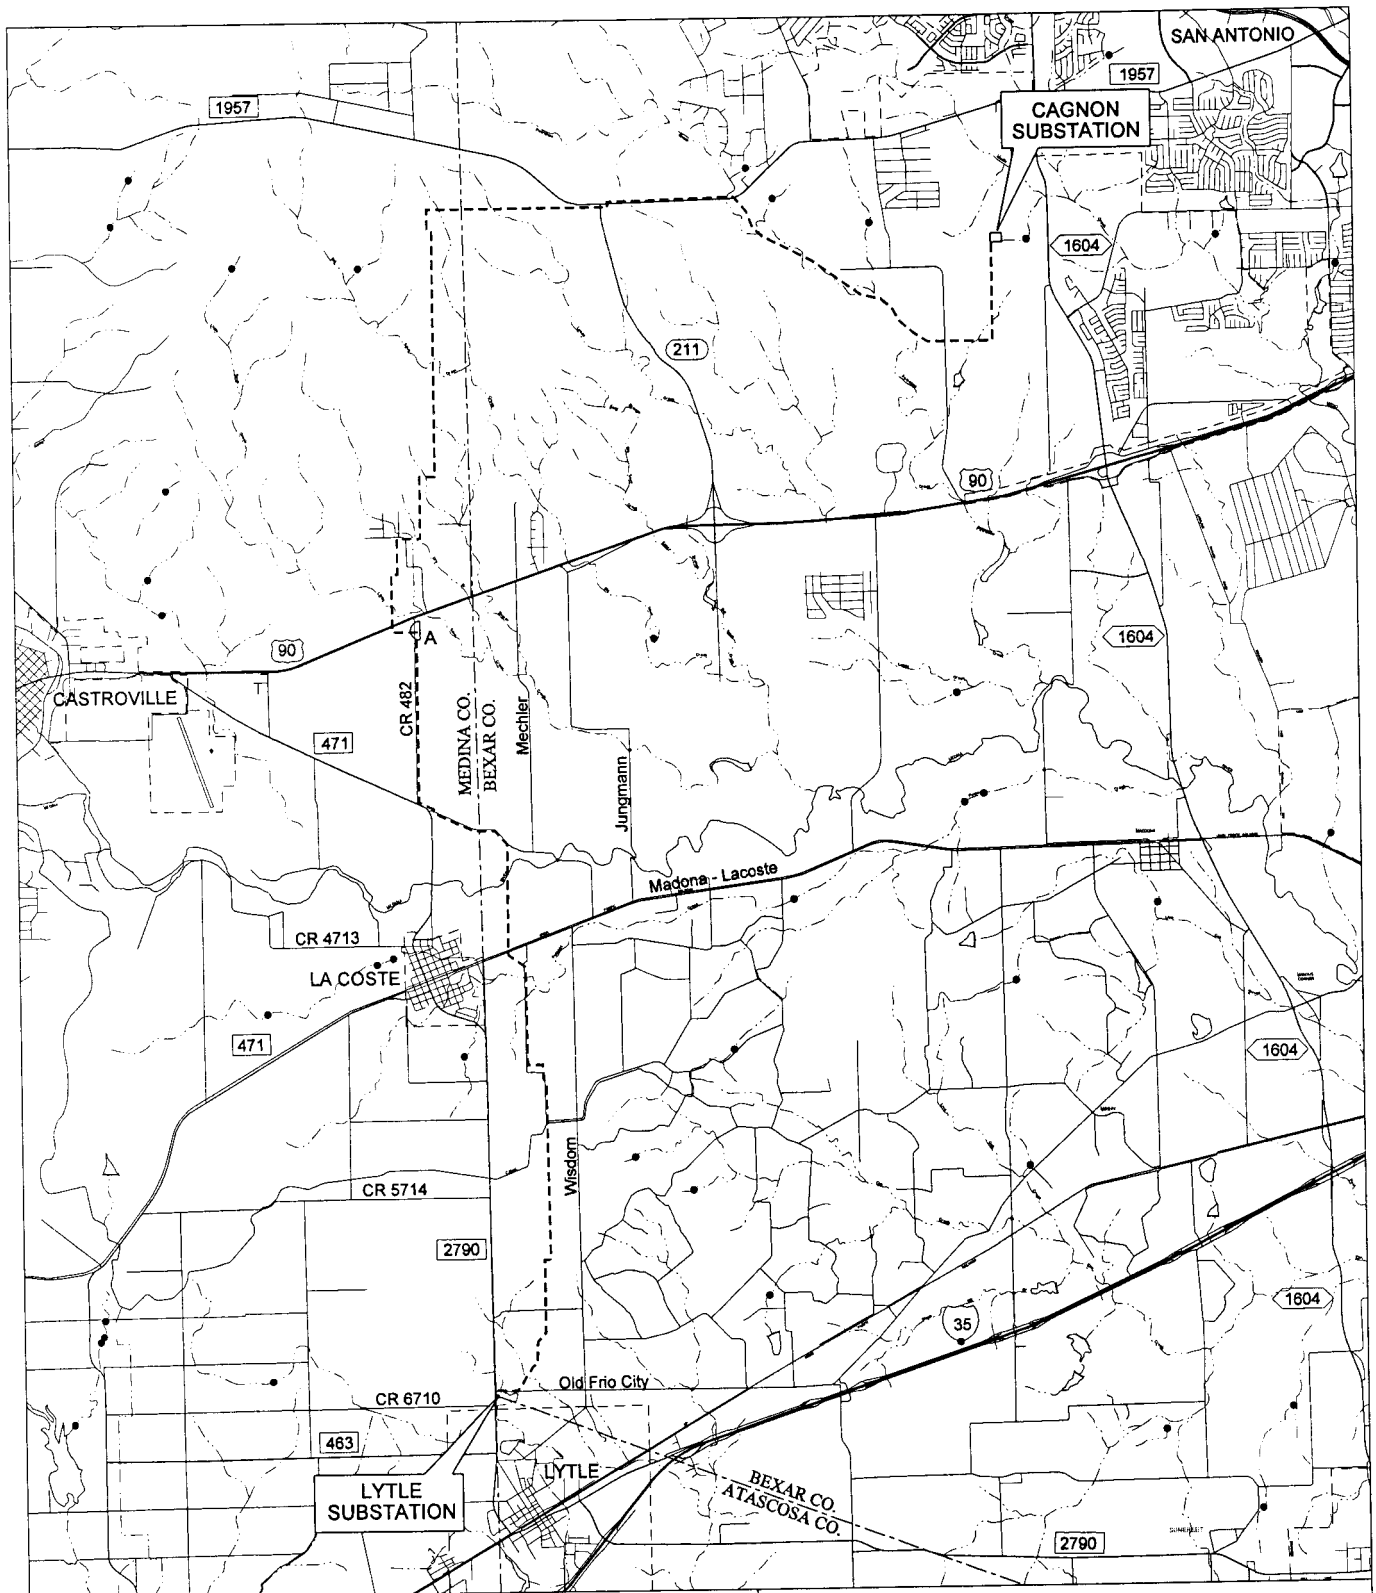 SAN ANTONIO
1957
1957
CAGNON
SUBSTATION
1604
211
90
1604
90
A
CASTROVILLE
CR 482
MEDINA CO.
BEXAR CO.
Mechler
471
Jungmann
Madona - Lacoste
CR 4713
LA COSTE
471
1604
Wisdom
CR 5714
2790
1604
35
Old Frio City
CR 6710
463
LYTLE
LYTLE
SUBSTATION
BEXAR CO.
ATASCOSA CO.
SOMERSET
2790